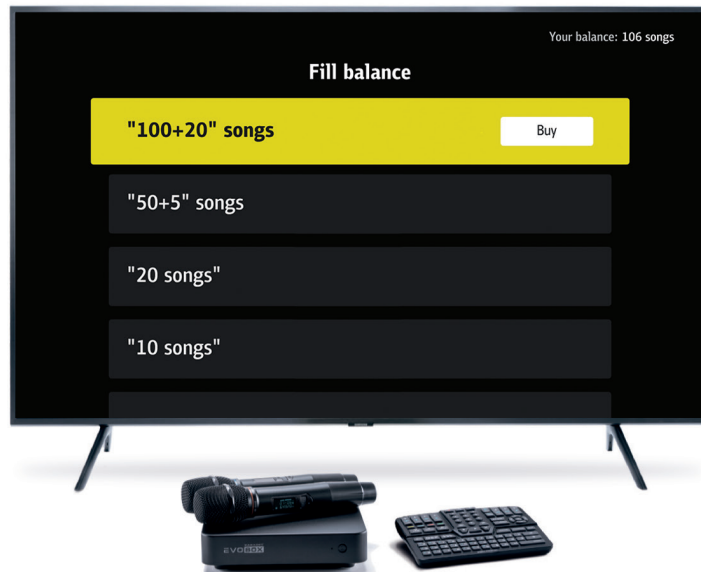 Your balance: 106 songs
Fill balance
"100+20" songs
Buy
"50+5" songs
"20 songs"
"10 songs"
EVOBOX